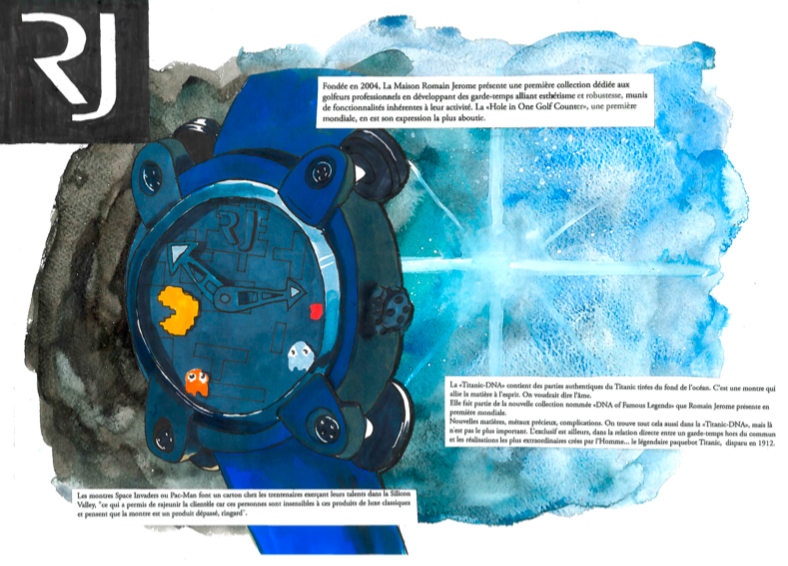 RJ
Fondée en 2004, La Maison Romain Jerome présente une première collection dédiée aux
golfeurs professionnels en développant des garde-temps alliant esthétisme et robustesse, munis
de fonctionnalités inhérentes à leur activité. La «Hole in One Golf Counter», une première
mondiale, en est son expression la plus aboutie.
RJ
La «Titanic-DNA» contient des parties authentiques du Titanic tirées du fond de l'océan. C'est une montre qui
allie la matière à l'esprit. On voudrait dire l'âme.
Elle fait partie de la nouvelle collection nommée «DNA of Famous Legends» que Romain Jerome présente en
première mondiale.
Nouvelles matières, métaux précieux, complications. On trouve tout cela aussi dans la «Titanic-DNA», mais là
n'est pas le plus important. L'exclusif est ailleurs, dans la relation directe entre un garde-temps hors du commun
et les réalisations les plus extraordinaires crées par l'Homme... le légendaire paquebot Titanic, disparu en 1912.
Les montres Space Invaders ou Pac-Man font un carton chez les trentenaires exerçant leurs talents dans la Silicon
Valley, "ce qui a permis de rajeunir la clientèle car ces personnes sont insensibles à ces produits de luxe classiques
et pensent que la montre est un produit dépassé, ringard".